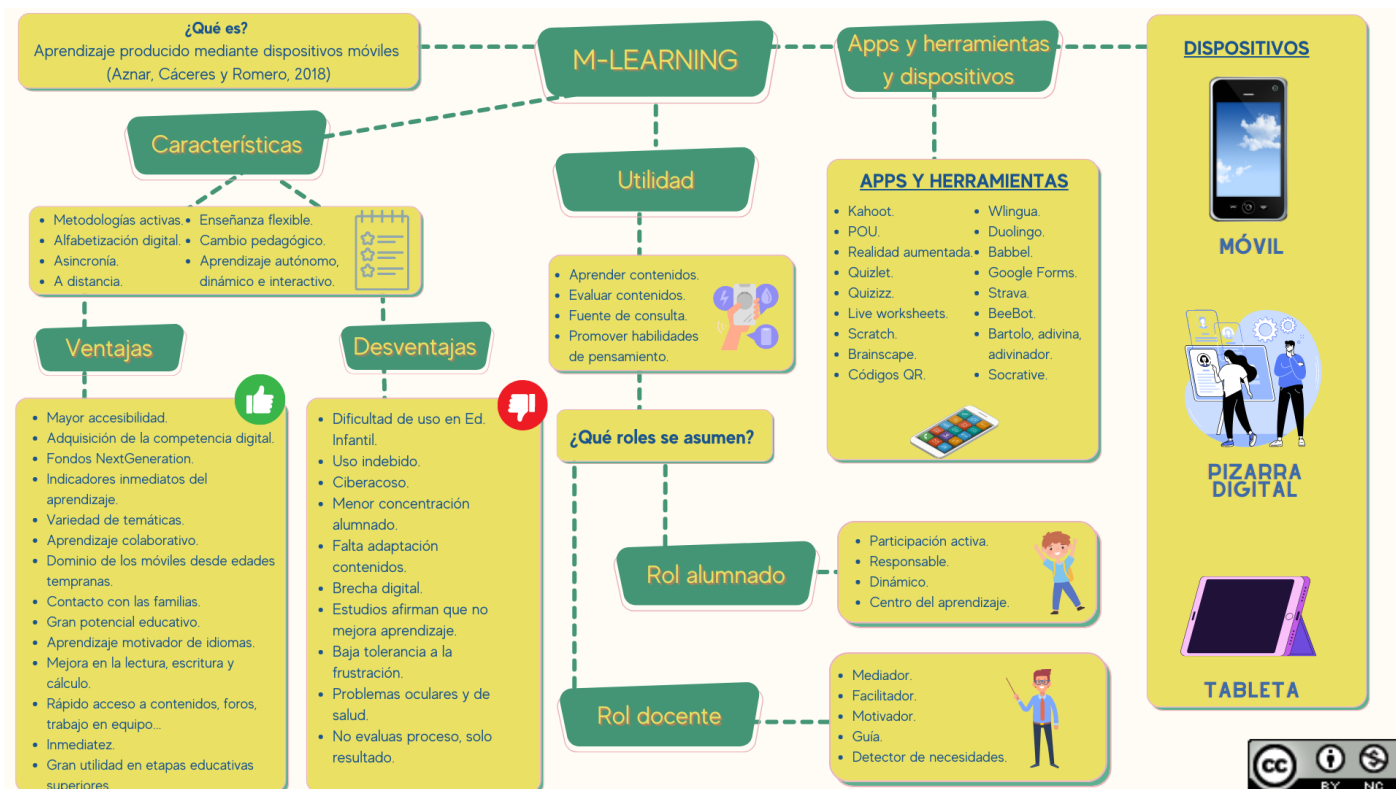 ¿Qué es?
Aprendizaje producido mediante dispositivos móviles
(Aznar, Cáceres y Romero, 2018)
M-LEARNING
Apps y herramientas
y dispositivos
Características
• Metodologías activas.
• Alfabetización digital.
• Asincronía.
• A distancia.
• Enseñanza flexible.
• Cambio pedagógico.
• Aprendizaje autónomo,
dinámico e interactivo.
Ventajas
• Mayor accesibilidad.
• Adquisición de la competencia digital.
• Fondos NextGeneration.
• Indicadores inmediatos del
aprendizaje.
• Variedad de temáticas.
• Aprendizaje colaborativo.
• Dominio de los móviles desde edades
tempranas.
• Contacto con las familias.
• Gran potencial educativo.
• Aprendizaje motivador de idiomas.
• Mejora en la lectura, escritura y
cálculo.
• Rápido acceso a contenidos, foros,
trabajo en equipo...
• Inmediatez.
• Gran utilidad en etapas educativas
superiores
Desventajas
• Dificultad de uso en Ed.
Infantil.
• Uso indebido.
• Ciberacoso.
• Menor concentración
alumnado.
• Falta adaptación
contenidos.
• Brecha digital.
• Estudios afirman que no
mejora aprendizaje.
• Baja tolerancia a la
frustración.
• Problemas oculares y de
salud.
• No evaluas proceso, solo
resultado.
Utilidad
• Aprender contenidos.
• Evaluar contenidos.
• Fuente de consulta.
• Promover habilidades
de pensamiento.
¿Qué roles se asumen?
Rol alumnado
• Participación activa.
• Responsable.
• Dinámico.
• Centro del aprendizaje.
Rol docente
• Mediador.
• Facilitador.
• Motivador.
• Guía.
• Detector de necesidades.
APPS Y HERRAMIENTAS
• Kahoot.
• POU.
• Realidad aumentada.
• Quizlet.
• Quizizz.
• Live worksheets.
• Scratch.
• Brainscape.
• Códigos QR.
• Wlingua.
• Duolingo.
• Babbel.
• Google Forms.
• Strava.
• BeeBot.
• Bartolo, adivina,
adivinador.
• Socrative.
DISPOSITIVOS
MÓVIL
PIZARRA
DIGITAL
TABLETA
CC
BY NC